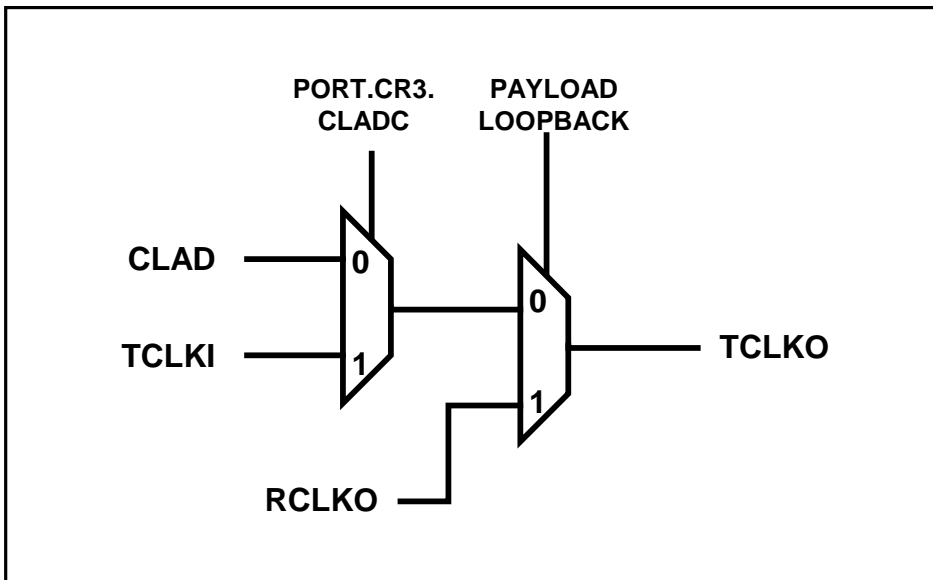 PORT.CR3.
CLADC
PAYLOAD
LOOPBACK
CLAD
0
0
TCLKI
1
TCLKO
1
RCLKO